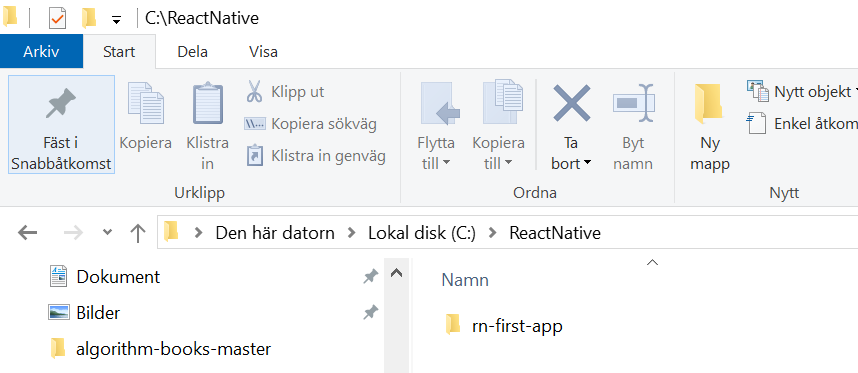 C:\ReactNative
Arkiv
Start
Dela
Visa
Fäst i
Snabbåtkomst
Kopiera
Klistra
in
Klipp ut
Kopiera sökväg
Klistra in genväg
Urklipp
Flytta
till
Kopiera
till
Ta
bort
Byt
namn
Ordna
Ny
mapp
Nytt objekt
Enkel åtkom
Nytt
Den här datorn
Lokal disk (C:)
ReactNative
Dokument
Bilder
algorithm-books-master
Namn
rn-first-app